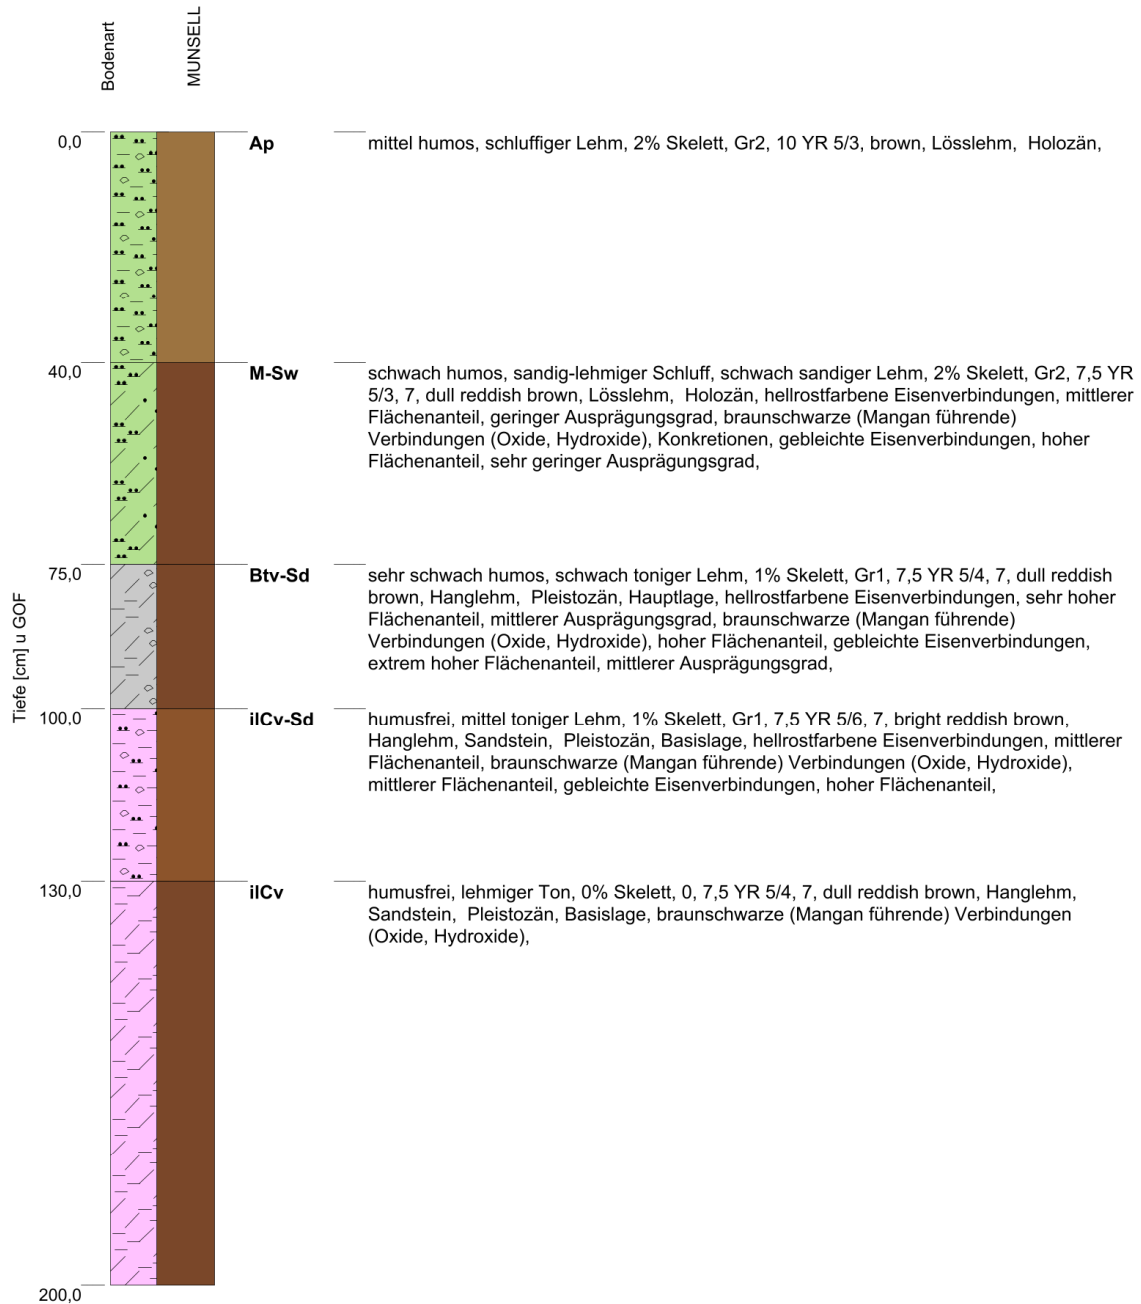 Bodenart
MUNSELL
Tiefe [cm] u GOF
0,0
Ap
mittel humos, schluffiger Lehm, 2% Skelett, Gr2, 10 YR 5/3, brown, Lösslehm, Holozän,
40,0
M-Sw
schwach humos, sandig-lehmiger Schluff, schwach sandiger Lehm, 2% Skelett, Gr2, 7,5 YR
5/3, 7, dull reddish brown, Lösslehm, Holozän, hellrostfarbene Eisenverbindungen, mittlerer
Flächenanteil, geringer Ausprägungsgrad, braunschwarze (Mangan führende)
Verbindungen (Oxide, Hydroxide), Konkretionen, gebleichte Eisenverbindungen, hoher
Flächenanteil, sehr geringer Ausprägungsgrad,
75,0
Btv-Sd
sehr schwach humos, schwach toniger Lehm, 1% Skelett, Gr1, 7,5 YR 5/4, 7, dull reddish
brown, Hanglehm, Pleistozän, Hauptlage, hellrostfarbene Eisenverbindungen, sehr hoher
Flächenanteil, mittlerer Ausprägungsgrad, braunschwarze (Mangan führende)
Verbindungen (Oxide, Hydroxide), hoher Flächenanteil, gebleichte Eisenverbindungen,
extrem hoher Flächenanteil, mittlerer Ausprägungsgrad,
100,0
ilCv-Sd
humusfrei, mittel toniger Lehm, 1% Skelett, Gr1, 7,5 YR 5/6, 7, bright reddish brown,
Hanglehm, Sandstein, Pleistozän, Basislage, hellrostfarbene Eisenverbindungen, mittlerer
Flächenanteil, braunschwarze (Mangan führende) Verbindungen (Oxide, Hydroxide),
mittlerer Flächenanteil, gebleichte Eisenverbindungen, hoher Flächenanteil,
130,0
ilCv
humusfrei, lehmiger Ton, 0% Skelett, 0, 7,5 YR 5/4, 7, dull reddish brown, Hanglehm,
Sandstein, Pleistozän, Basislage, braunschwarze (Mangan führende) Verbindungen
(Oxide, Hydroxide),
200,0